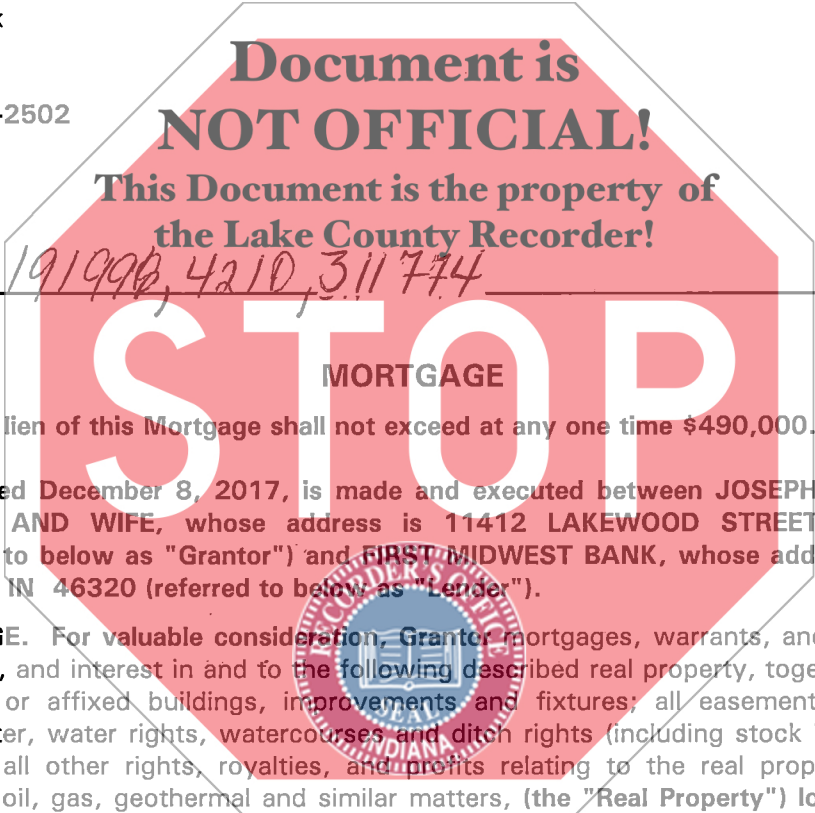 Document is
-2502
NOT OFFICIAL!
This Document is the property of
the Lake County Recorder!
4210, 311774
STOP
MORTGAGE
lien of this Mortgage shall not exceed at any one time $490,000.
ed December 8, 2017, is made and executed between JOSEPH
AND WIFE, whose address is 11412 LAKEWOOD STREET
to below as "Grantor") and FIRST MIDWEST BANK, whose add
IN 46320 (referred to below as "Lender").
GE. For valuable consideration, Grantor mortgages, warrants, and
, and interest in and to the following described real property, toge
or affixed buildings, improvements and fixtures; all easement
ter, water rights, watercourses and ditch rights (including stock
all other rights, royalties, and profits relating to the real prop
oil, gas, geothermal and similar matters, (the "Real Property") lo
RECORDER'S OFFICE
SEAL
INDIANA